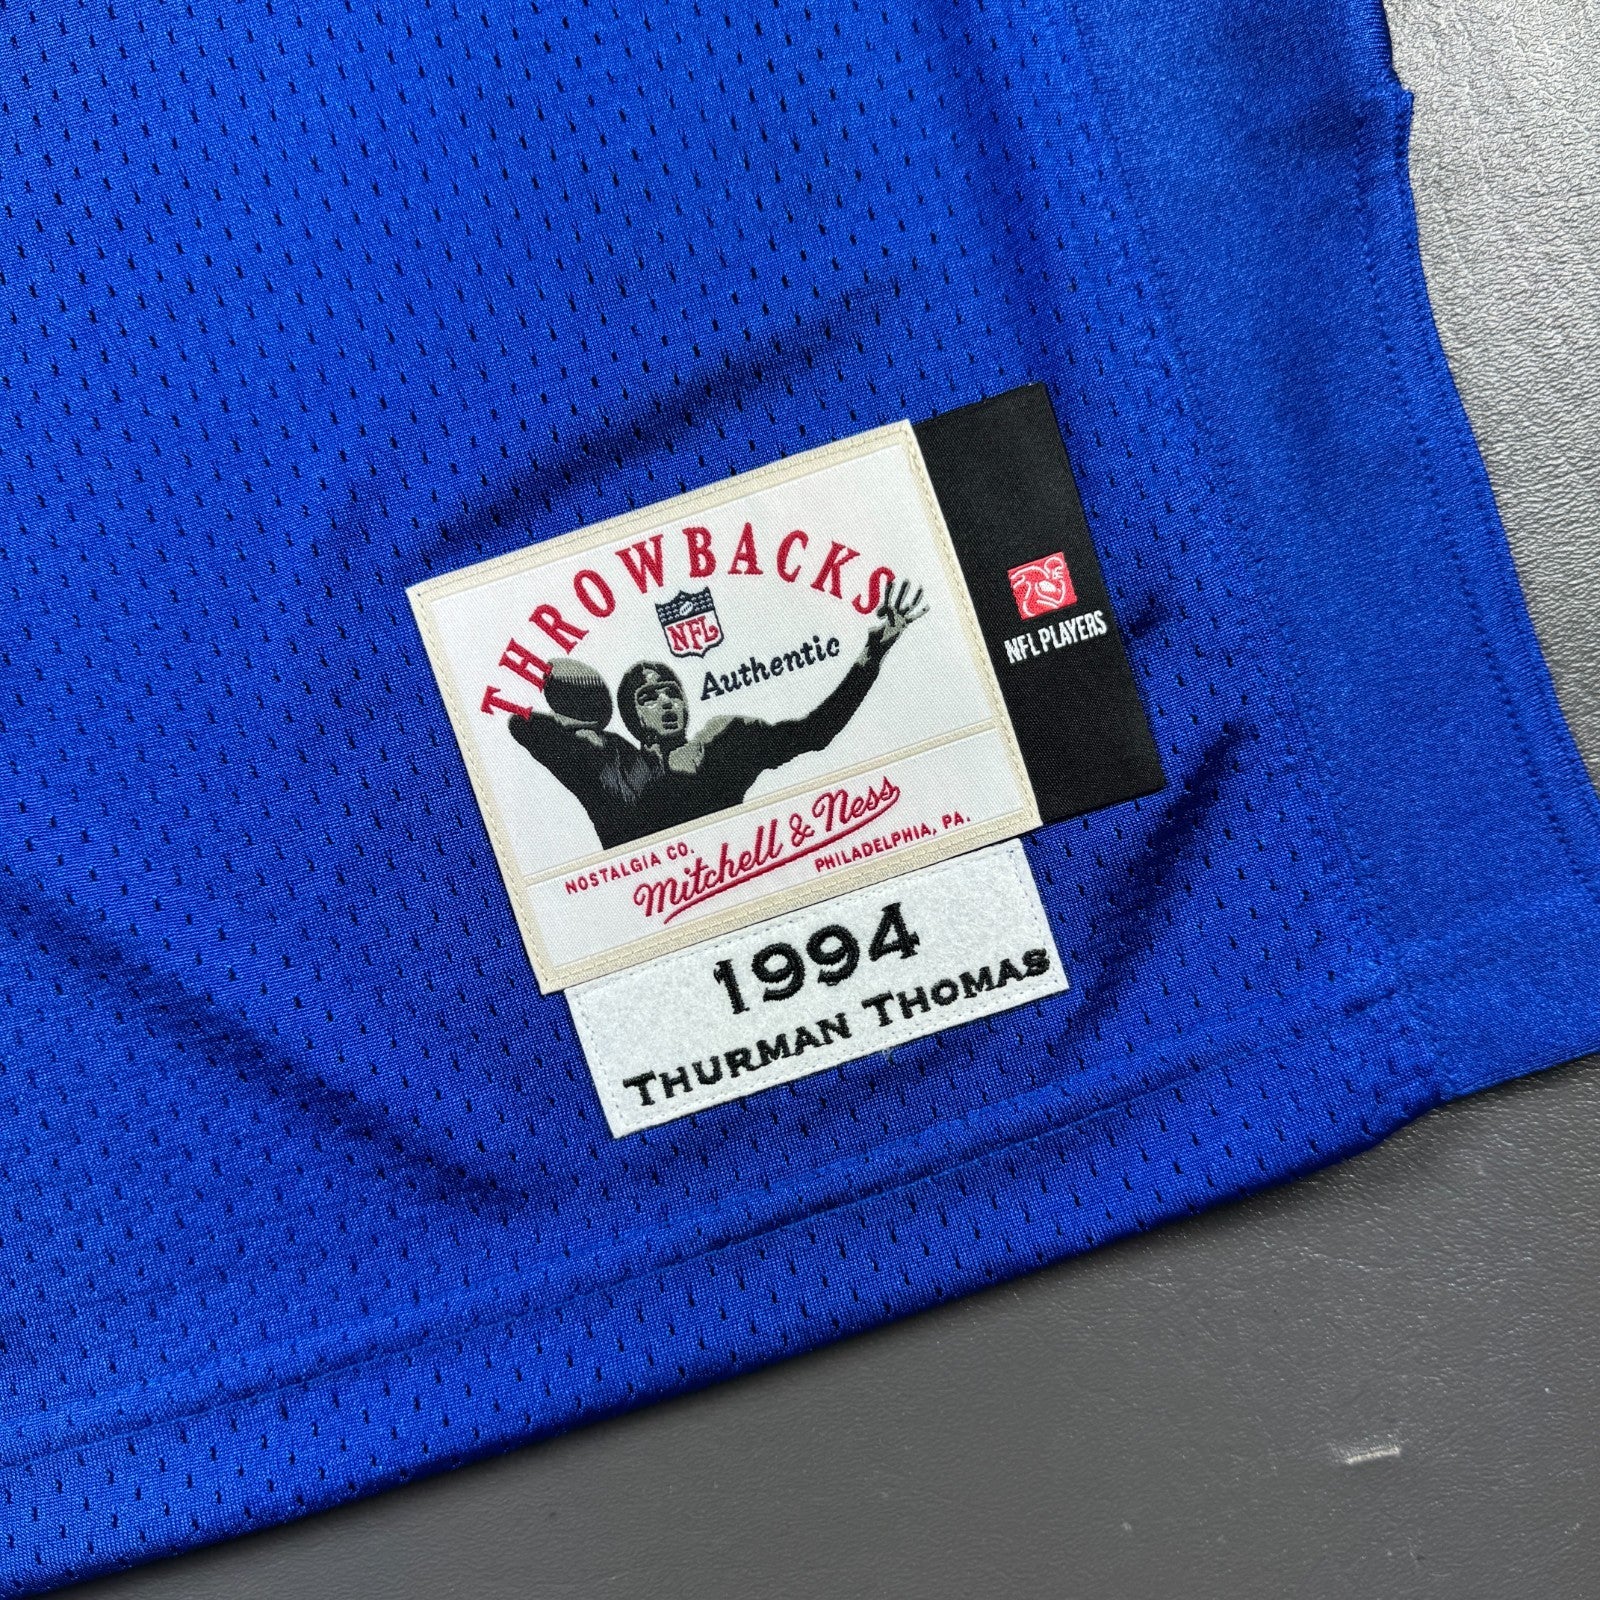 THROWBACKS
NFL
Authentic
NFL PLAYERS
NOSTALGIA CO.
Mitchell & Ness
PHILADELPHIA, PA.
1994
THURMAN THOMAS